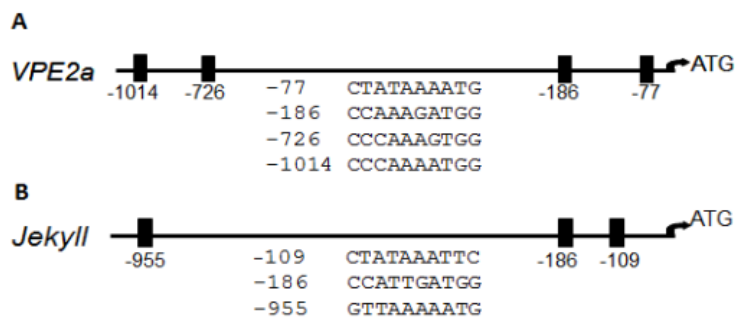 A
VPE2a
ATG
-1014 -726 -186 -77
-77 CTATAAAATG
-186 CCAAAGATGG
-726 CCCAAAGTGG
-1014 CCCAAAATGG
B
Jekyll
ATG
-955 -186 -109
-109 CTATAAATTC
-186 CCATTGATGG
-955 GTTAAAAATG